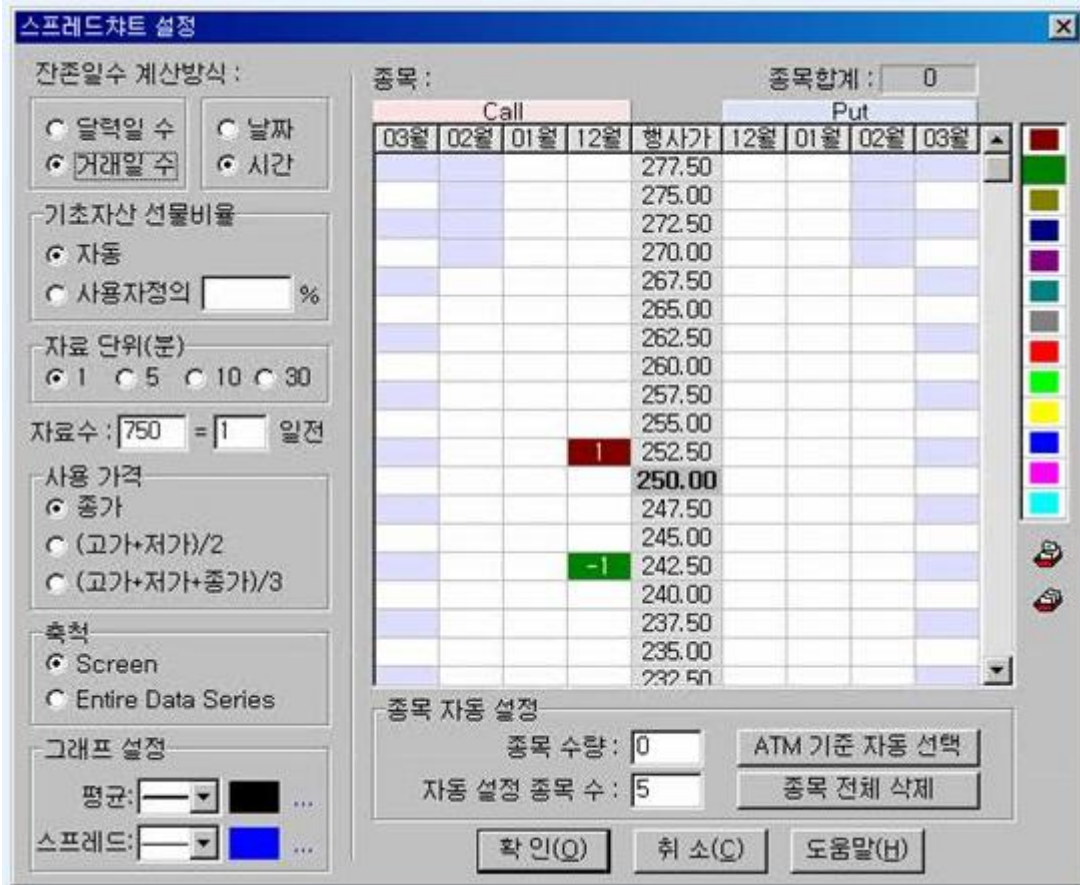 스프레드챠트 설정
잔존일수 계산방식 :
달력일 수
거래일 수
날짜
시간
기초자산 선물비율
자동
사용자정의 %
자료 단위(분)
1 5 10 30
자료수 : 750 = 1 일전
사용 가격
종가
(고가+저가)/2
(고가+저가+종가)/3
축척
Screen
Entire Data Series
그래프 설정
평균: ...
스프레드: ...
종목 : 종목합계 : 0
Call Put
03월 02월 01월 12월 행사가 12월 01월 02월 03월
277.50
275.00
272.50
270.00
267.50
265.00
262.50
260.00
257.50
255.00
1 252.50
250.00
247.50
245.00
-1 242.50
240.00
237.50
235.00
232.50
종목 자동 설정
종목 수량 : 0 ATM 기준 자동 선택
자동 설정 종목 수 : 5 종목 전체 삭제
확 인(O) 취 소(C) 도움말(H)